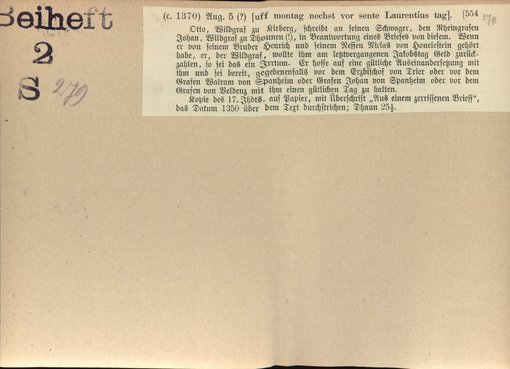 Beiheft
2
S 279
(c. 1370) Aug. 5 (?) [uff montag nechst vor sente Laurentius tag]. [554
279
Otto, Wildgraf zu Kirberg, schreibt an seinen Schwager, den Rheingrafen
Johan, Wildgraf zu Dhounen (!), in Beantwortung eines Briefes von diesem. Wenn
er von seinem Bruder Henrich und seinem Neffen Niclas von Honelestein gehört
habe, er, der Wildgraf, wollte ihm am letztvergangenen Jakobstag Geld zurück-
zahlen, so sei das ein Irrtum. Er hoffe auf eine gütliche Auseinandersetzung mit
ihm und sei bereit, gegebenenfalls vor dem Erzbischof von Trier oder vor dem
Grafen Walram von Spanheim oder Grafen Johan von Spanheim oder vor dem
Grafen von Veldenz mit ihm einen gütlichen Tag zu halten.
Kopie des 17. Jhdts. auf Papier, mit Überschrift „Aus einem zerrissenen Brieff",
das Datum 1350 über dem Text durchstrichen; Dhaun 254.